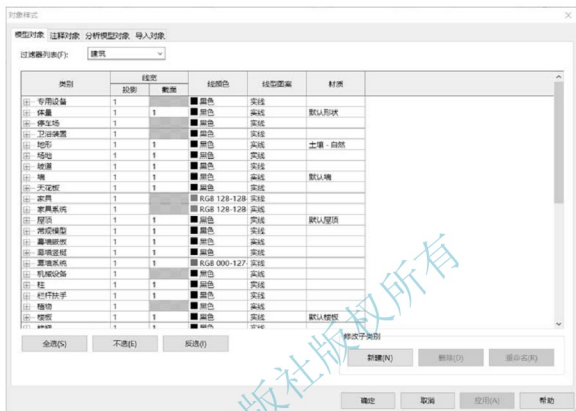 对象样式
模型对象 注释对象 分析模型对象 导入对象
过滤器列表(F): 建筑
类别 线宽 线颜色 线型图案 材质
投影 截面
专用设备 1 黑色 实线
体量 1 1 黑色 实线 默认形状
停车场 1 黑色 实线
卫浴装置 1 黑色 实线
地形 1 1 黑色 实线 土壤 - 自然
场地 1 1 黑色 实线
坡道 1 1 黑色 实线
墙 1 1 黑色 实线 默认墙
天花板 1 1 黑色 实线
家具 1 RGB 128-128- 实线
家具系统 1 RGB 128-128- 实线
屋顶 1 1 黑色 实线 默认屋顶
常规模型 1 1 黑色 实线
幕墙嵌板 1 1 黑色 实线
幕墙竖梃 1 1 黑色 实线
幕墙系统 1 1 RGB 000-127- 实线
机械设备 1 黑色 实线
柱 1 1 黑色 实线
栏杆扶手 1 1 黑色 实线
植物 1 黑色 实线
楼板 1 1 黑色 实线 默认楼板
1 1 黑色 实线
全选(S) 不选(E) 反选(I)
修改子类别
新建(N) 删除(D) 重命名(R)
确定 取消 应用(A) 帮助
版社版权所有